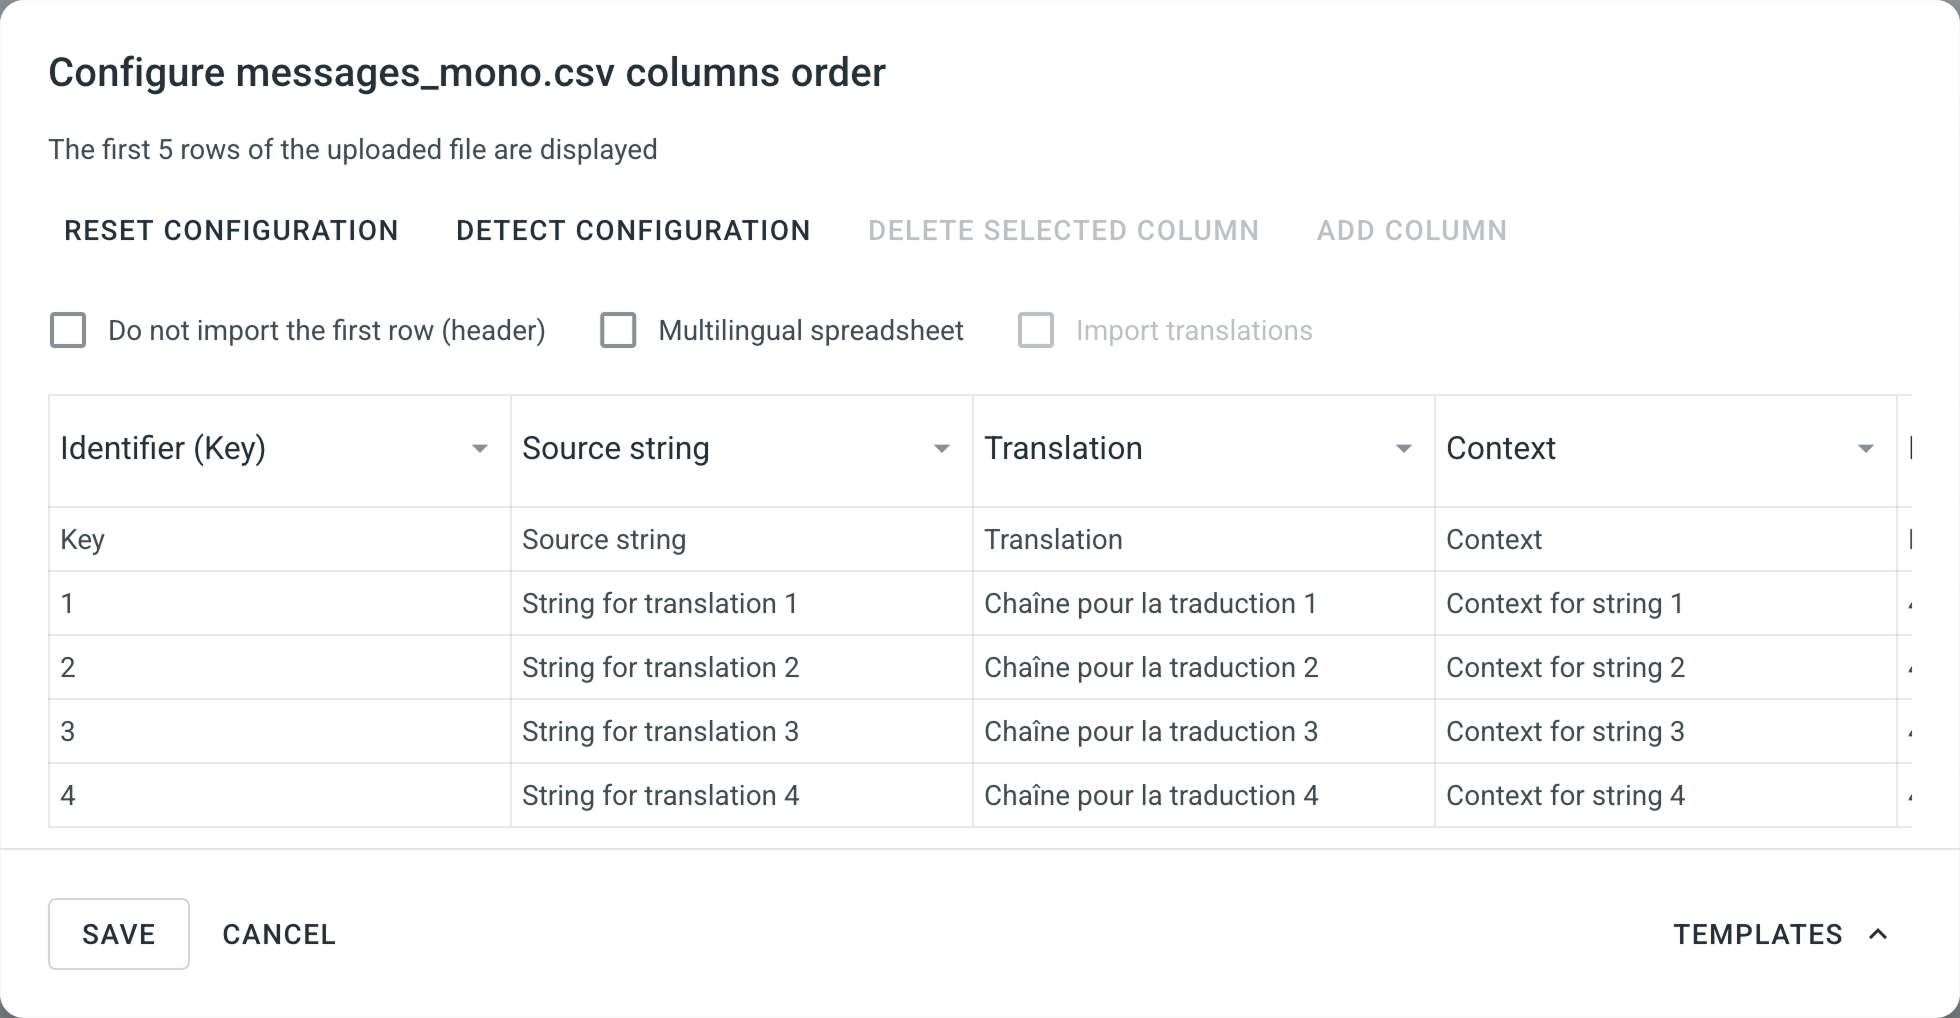 Configure messages_mono.csv columns order
The first 5 rows of the uploaded file are displayed
RESET CONFIGURATION DETECT CONFIGURATION DELETE SELECTED COLUMN ADD COLUMN
Do not import the first row (header) Multilingual spreadsheet Import translations
Identifier (Key) Source string Translation Context
Key Source string Translation Context
1 String for translation 1 Chaîne pour la traduction 1 Context for string 1
2 String for translation 2 Chaîne pour la traduction 2 Context for string 2
3 String for translation 3 Chaîne pour la traduction 3 Context for string 3
4 String for translation 4 Chaîne pour la traduction 4 Context for string 4
SAVE CANCEL TEMPLATES